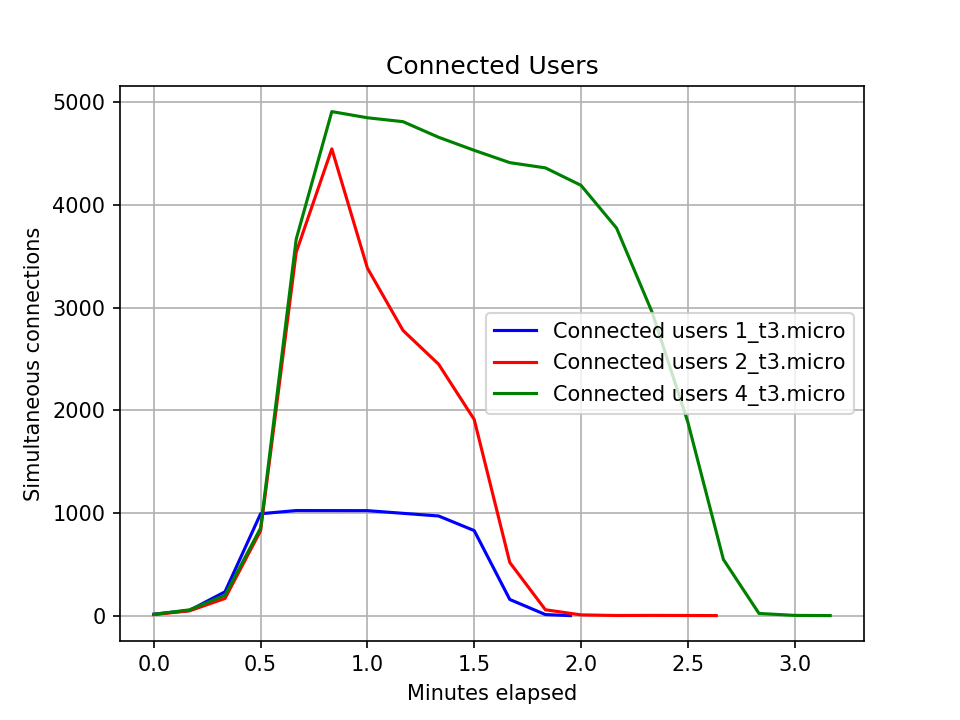 Connected Users
Simultaneous connections
5000
4000
3000
2000
1000
0
Connected users 1_t3.micro
Connected users 2_t3.micro
Connected users 4_t3.micro
0.0 0.5 1.0 1.5 2.0 2.5 3.0
Minutes elapsed